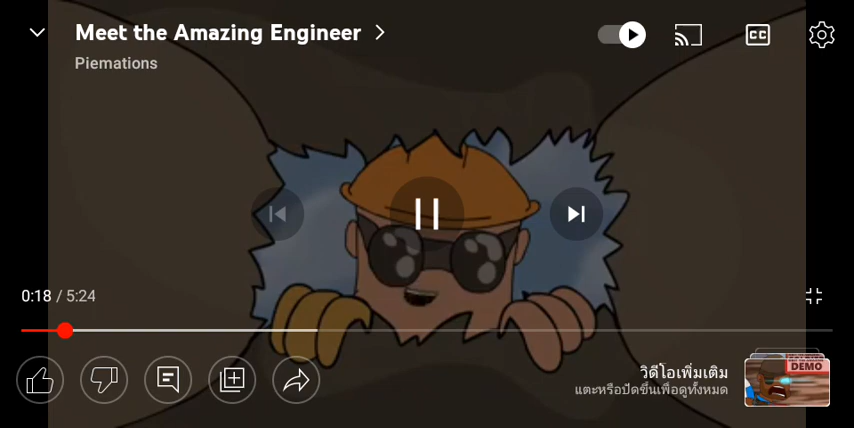 Meet the Amazing Engineer
Piemations
CC
0:18 / 5:24
วิดีโอเพิ่มเติม
แตะหรือปัดขึ้นเพื่อดูทั้งหมด
DEMO